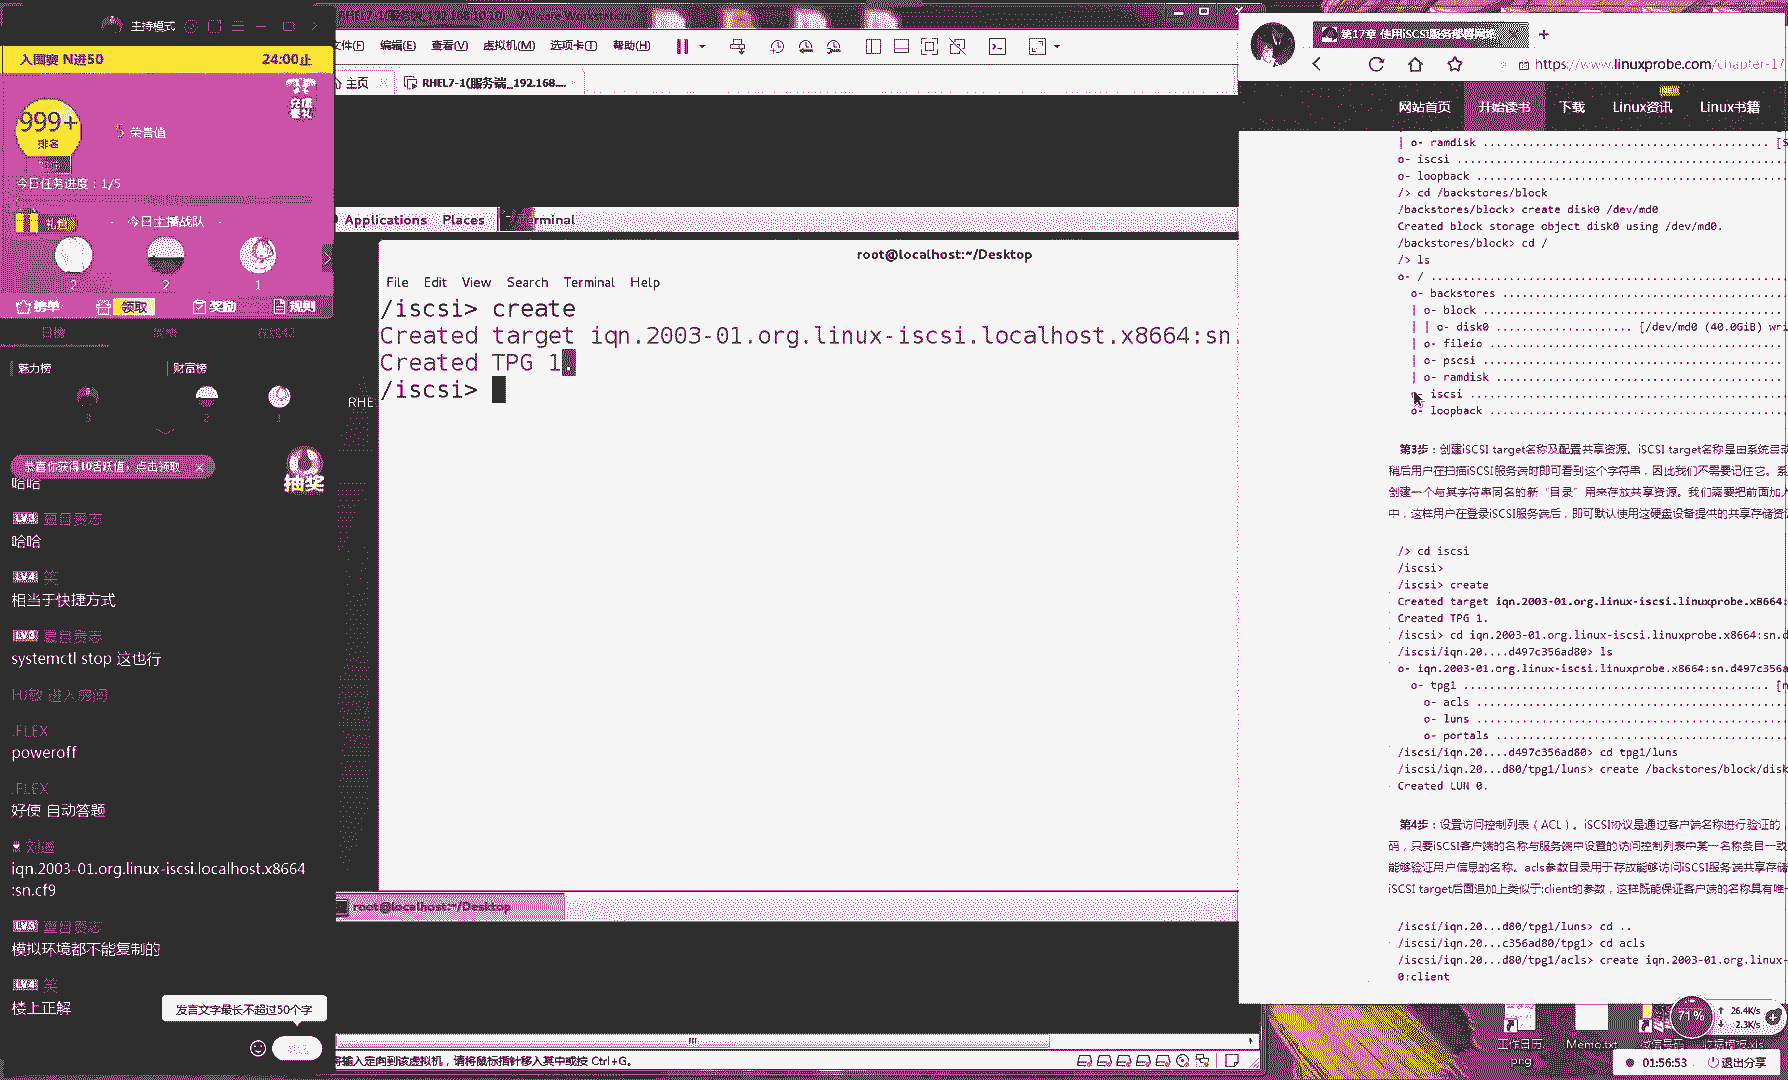 主持模式
入围赛 N进50
24:00止
999+
排名
5 荣誉值
今日任务进度：1/5
今日主播战队
2
2
1
榜单
领取
奖励
规则
魅力榜
财富榜
3
2
1
恭喜你获得10活跃值，点击领取
抽奖
哈哈
哈哈
LV4 笑
相当于快捷方式
systemctl stop 这也行
.FLEX
poweroff
.FLEX
好使 自动答题
iqn.2003-01.org.linux-iscsi.localhost.x8664
:sn.cf9
模拟环境都不能复制的
LV4 笑
楼上正解
发言文字最长不超过50个字
编辑(E)
查看(V)
虚拟机(M)
选项卡(T)
帮助(H)
主页
RHEL7-1(服务端_192.168....
Applications
Places
Terminal
root@localhost:~/Desktop
File Edit View Search Terminal Help
/iscsi> create
Created target iqn.2003-01.org.linux-iscsi.localhost.x8664:sn.
Created TPG 1.
/iscsi>
RHE
root@localhost:~/Desktop
将输入定向到该虚拟机，请将鼠标指针移入其中或按 Ctrl+G。
第17章 使用iSCSI服务部署网络
https://www.linuxprobe.com/chapter-17
网站首页
开始读书
下载
Linux资讯
Linux书籍
| o- ramdisk .......................................... [S
o- iscsi ..................................................
o- loopback ...............................................
/> cd /backstores/block
/backstores/block> create disk0 /dev/md0
Created block storage object disk0 using /dev/md0.
/backstores/block> cd /
/> ls
o- / ......................................................
o- backstores .............................................
| o- block ................................................
| | o- disk0 ..................... [/dev/md0 (40.0GiB) wri
| o- fileio ...............................................
| o- pscsi ................................................
| o- ramdisk ..............................................
o- iscsi ..................................................
o- loopback ...............................................
第3步：创建iSCSI target名称及配置共享资源。iSCSI target名称是由系统自动
稍后用户在扫描iSCSI服务端时即可看到这个字符串，因此我们不需要记住它。系
创建一个与其字符串同名的新“目录”用来存放共享资源。我们需要把前面加入
中，这样用户在登录iSCSI服务端后，即可默认使用这硬盘设备提供的共享存储资
/> cd iscsi
/iscsi>
/iscsi> create
Created target iqn.2003-01.org.linux-iscsi.linuxprobe.x8664:
Created TPG 1.
/iscsi> cd iqn.2003-01.org.linux-iscsi.linuxprobe.x8664:sn.d
/iscsi/iqn.20....d497c356ad80> ls
o- iqn.2003-01.org.linux-iscsi.linuxprobe.x8664:sn.d497c356a
o- tpg1 ............................................... [n
o- acls ...................................................
o- luns ...................................................
o- portals ................................................
/iscsi/iqn.20....d497c356ad80> cd tpg1/luns
/iscsi/iqn.20...d80/tpg1/luns> create /backstores/block/disk
Created LUN 0.
第4步：设置访问控制列表（ACL）。iSCSI协议是通过客户端名称进行验证的，
码，只要iSCSI客户端的名称与服务端中设置的访问控制列表中某一名称条目一致
能够验证用户信息的名称。acls参数目录用于存放能够访问iSCSI服务端共享存储
iSCSI target后面追加上类似于:client的参数，这样既能保证客户端的名称具有唯一
/iscsi/iqn.20...d80/tpg1/luns> cd ..
/iscsi/iqn.20...c356ad80/tpg1> cd acls
/iscsi/iqn.20...d80/tpg1/acls> create iqn.2003-01.org.linux-
0:client
工作日历.
png
Memo.txt
71%
26.4K/s
2.3K/s
01:56:53
退出分享